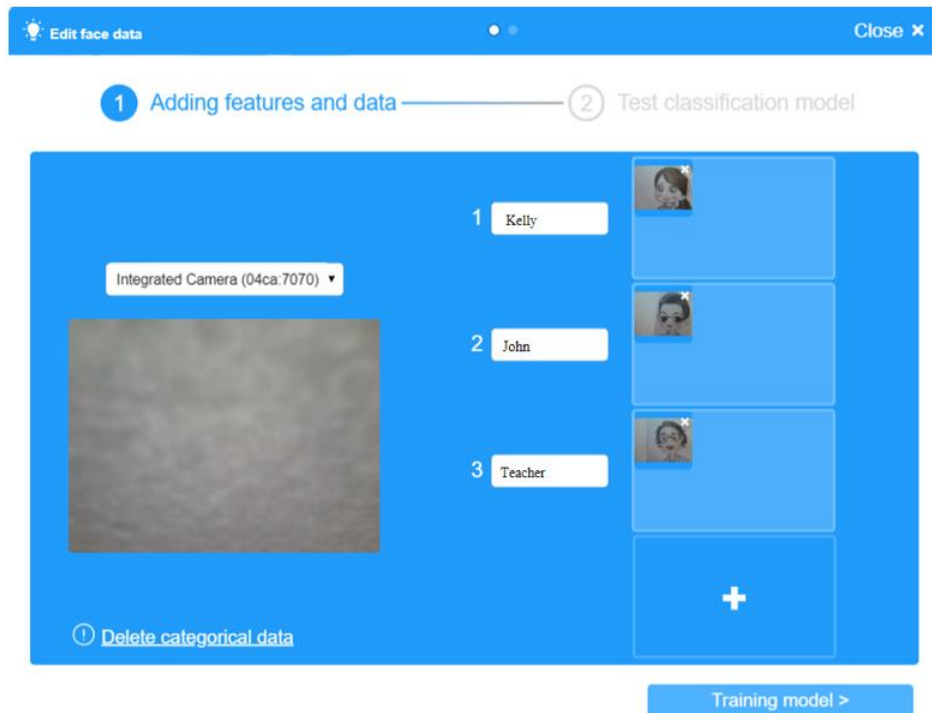 Edit face data
Close ×
1 Adding features and data
2 Test classification model
1 Kelly
Integrated Camera (04ca:7070)
2 John
3 Teacher
Delete categorical data
Training model >